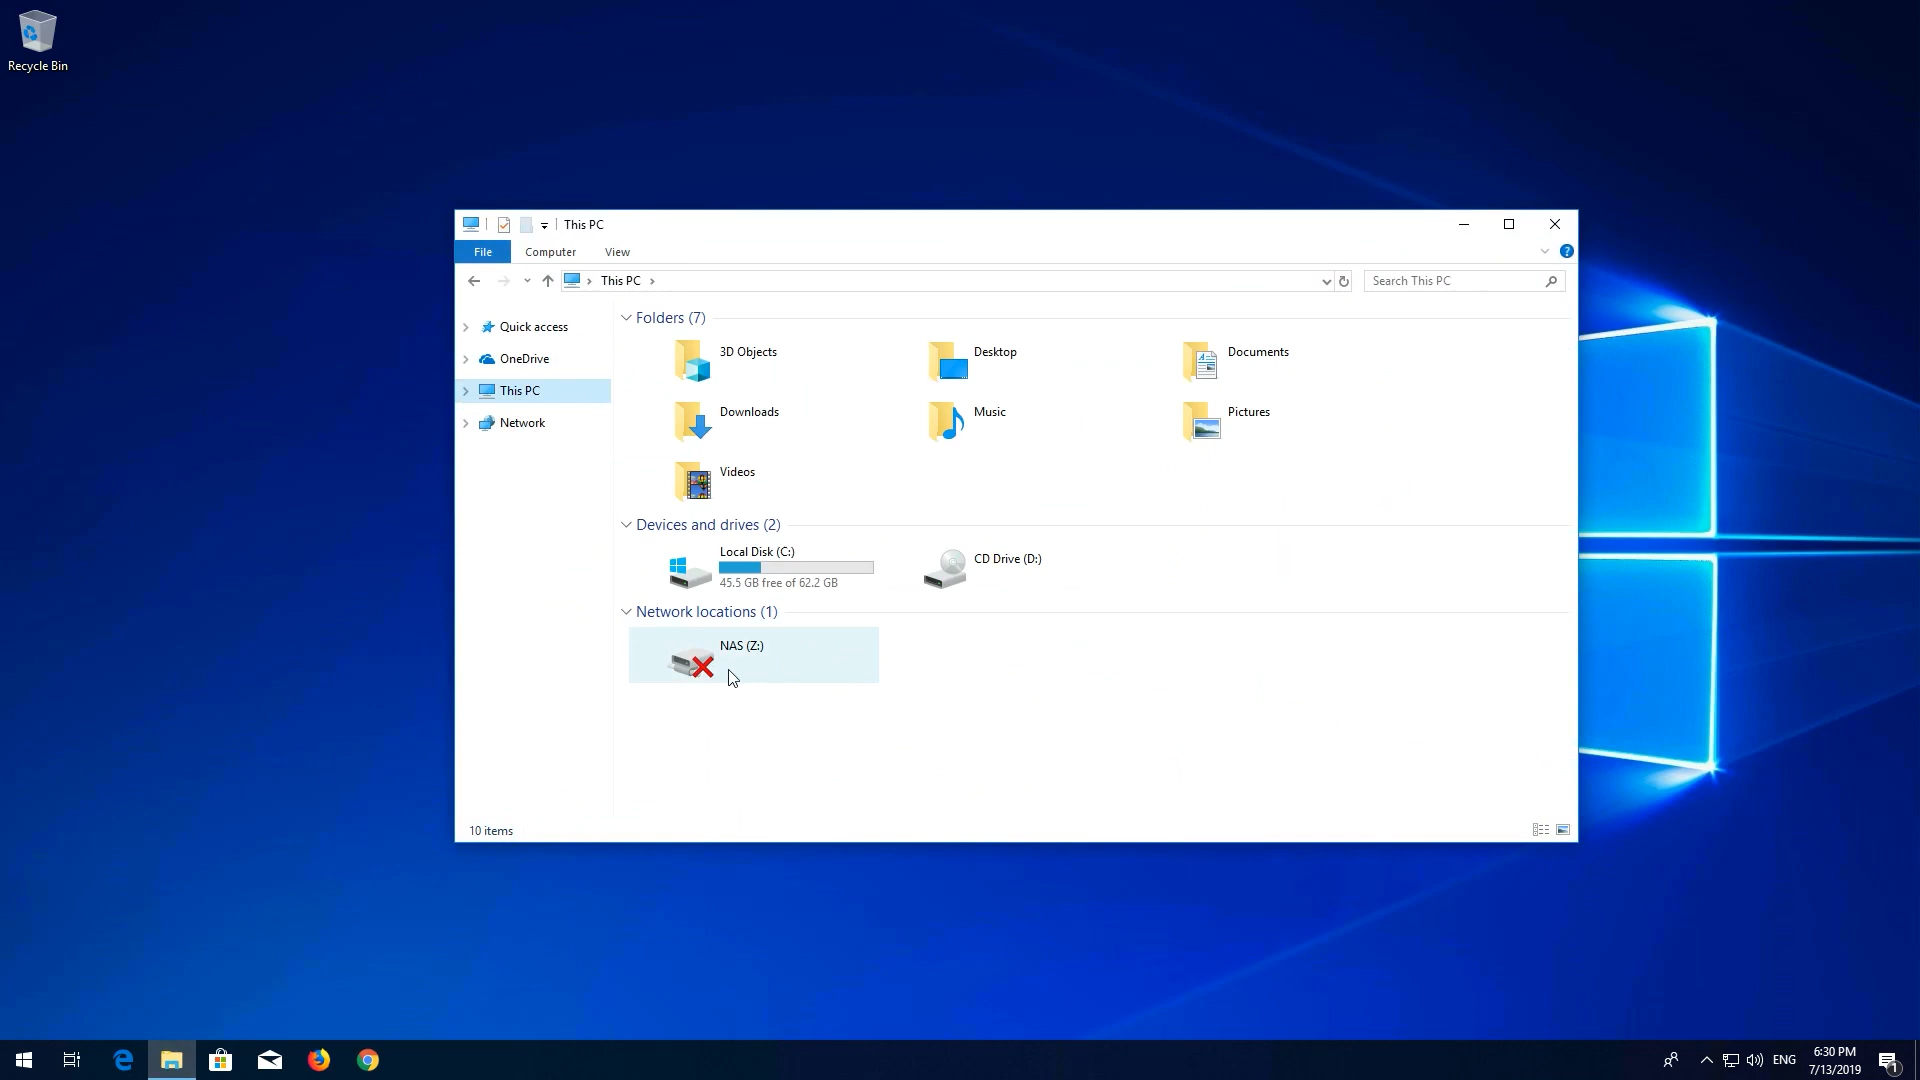 Recycle Bin
This PC
File
Computer
View
This PC
Search This PC
Quick access
OneDrive
This PC
Network
Folders (7)
3D Objects
Desktop
Documents
Downloads
Music
Pictures
Videos
Devices and drives (2)
Local Disk (C:)
45.5 GB free of 62.2 GB
CD Drive (D:)
Network locations (1)
NAS (Z:)
10 items
ENG
6:30 PM
7/13/2019
1